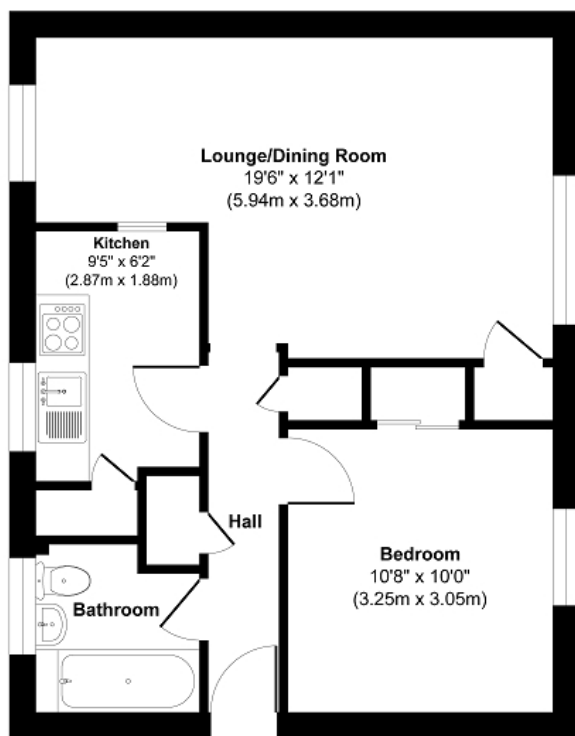 Lounge/Dining Room
19'6" x 12'1"
(5.94m x 3.68m)
Kitchen
9'5" x 6'2"
(2.87m x 1.88m)
Hall
Bedroom
10'8" x 10'0"
(3.25m x 3.05m)
Bathroom